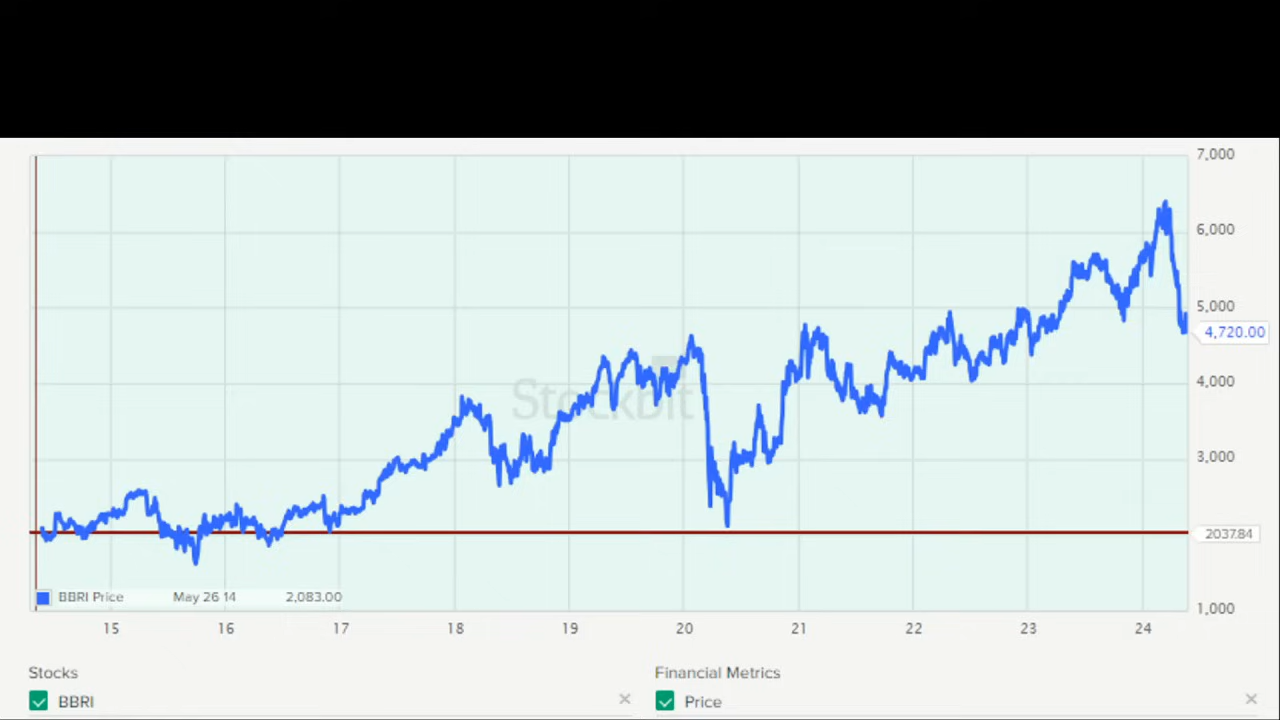 7,000
6,000
5,000
4,720.00
4,000
Stockbit
3,000
2037.84
BBRI Price May 26 14 2,083.00
1,000
15 16 17 18 19 20 21 22 23 24
Stocks Financial Metrics
BBRI × Price ×